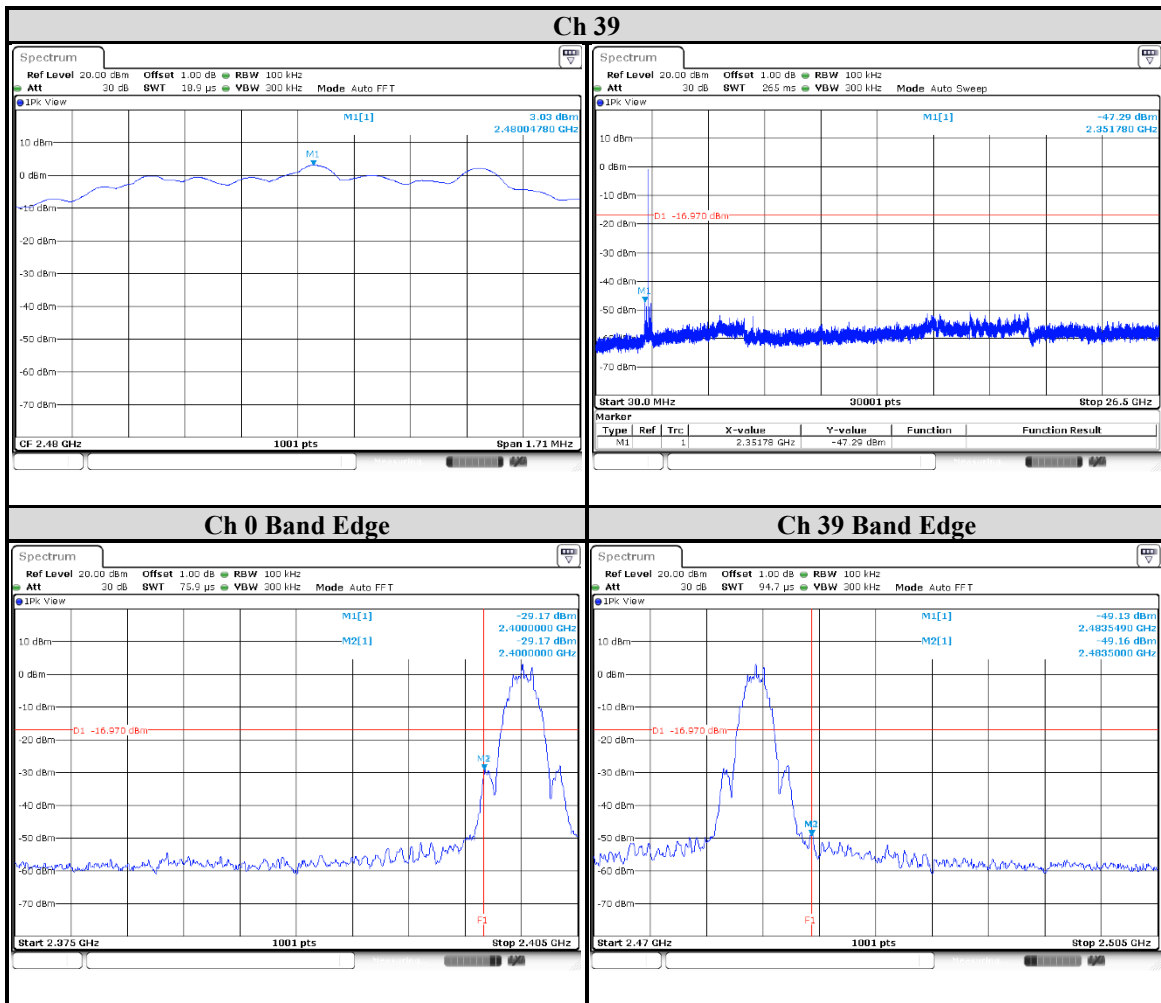 Ch 39
Spectrum
Ref Level 20.00 dBm Offset 1.00 dB RBW 100 kHz
Att 30 dB SWT 18.9 µs VBW 300 kHz Mode Auto FFT
1Pk View
M1[1] 3.03 dBm
2.48004780 GHz
10 dBm
M1
0 dBm
-10 dBm
-20 dBm
-30 dBm
-40 dBm
-50 dBm
-60 dBm
-70 dBm
CF 2.48 GHz 1001 pts Span 1.71 MHz
Spectrum
Ref Level 20.00 dBm Offset 1.00 dB RBW 100 kHz
Att 30 dB SWT 265 ms VBW 300 kHz Mode Auto Sweep
1Pk View
M1[1] -47.29 dBm
2.351780 GHz
10 dBm
0 dBm
-10 dBm
D1 -16.970 dBm
-20 dBm
-30 dBm
-40 dBm
M1
-50 dBm
-60 dBm
-70 dBm
Start 30.0 MHz 30001 pts Stop 26.5 GHz
Marker
Type Ref Trc X-value Y-value Function Function Result
M1 1 2.35178 GHz -47.29 dBm
Ch 0 Band Edge
Spectrum
Ref Level 20.00 dBm Offset 1.00 dB RBW 100 kHz
Att 30 dB SWT 75.9 µs VBW 300 kHz Mode Auto FFT
1Pk View
M1[1] -29.17 dBm
2.4000000 GHz
10 dBm M2[1] -29.17 dBm
2.4000000 GHz
0 dBm
-10 dBm
D1 -16.970 dBm
-20 dBm
M2
-30 dBm
-40 dBm
-50 dBm
-60 dBm
-70 dBm
F1
Start 2.375 GHz 1001 pts Stop 2.405 GHz
Ch 39 Band Edge
Spectrum
Ref Level 20.00 dBm Offset 1.00 dB RBW 100 kHz
Att 30 dB SWT 94.7 µs VBW 300 kHz Mode Auto FFT
1Pk View
M1[1] -49.13 dBm
2.4835490 GHz
10 dBm M2[1] -49.16 dBm
2.4835000 GHz
0 dBm
-10 dBm
D1 -16.970 dBm
-20 dBm
-30 dBm
-40 dBm
M2
-50 dBm
-60 dBm
-70 dBm
F1
Start 2.47 GHz 1001 pts Stop 2.505 GHz